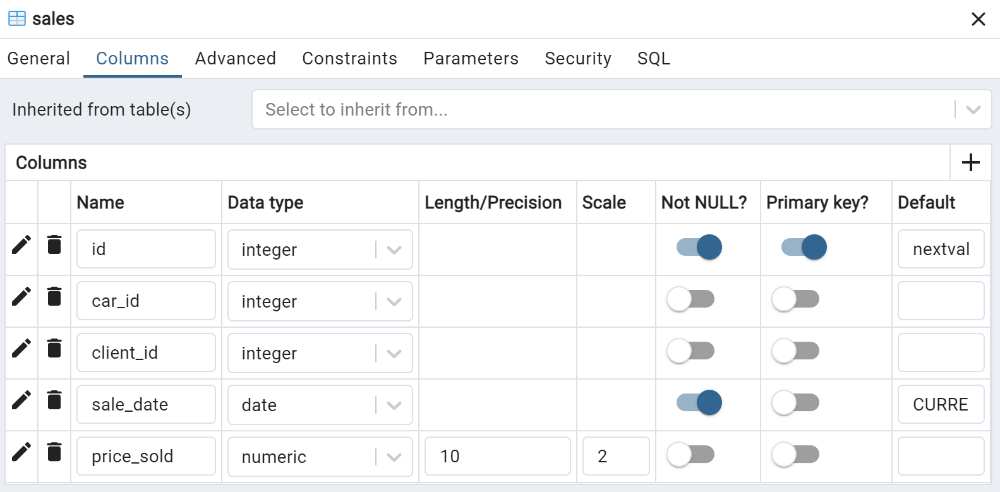 sales
General Columns Advanced Constraints Parameters Security SQL
Inherited from table(s) Select to inherit from...
Columns
Name Data type Length/Precision Scale Not NULL? Primary key? Default
id integer nextval
car_id integer
client_id integer
sale_date date CURRE
price_sold numeric 10 2